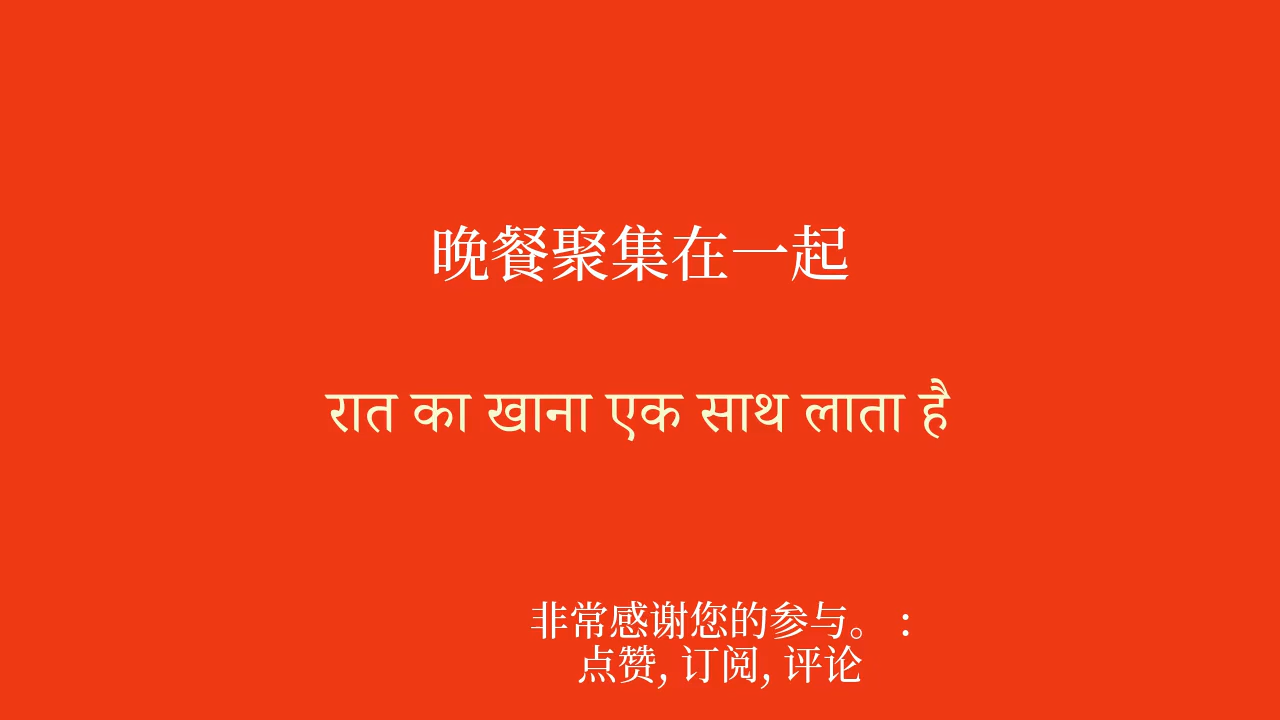 晚餐聚集在一起
रात का खाना एक साथ लाता है
非常感谢您的参与。 :
点赞, 订阅, 评论